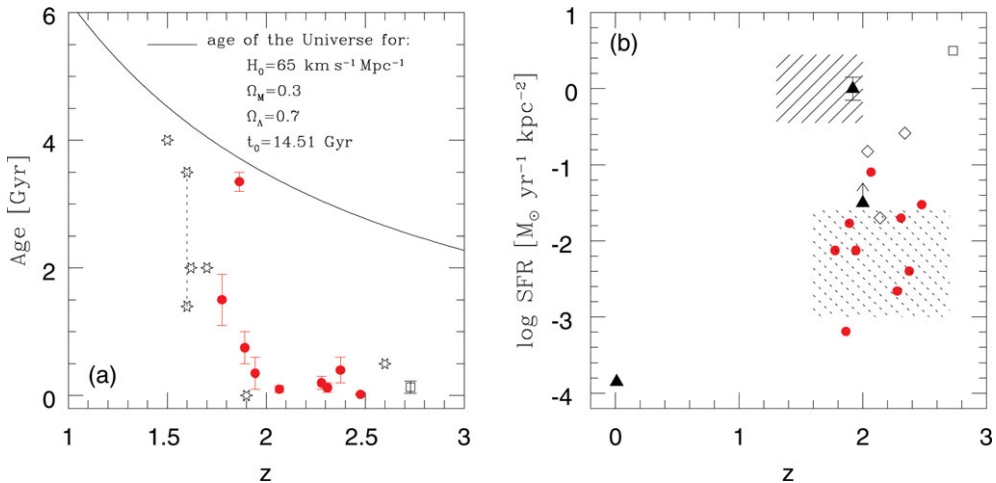 6
4
2
0
Age [Gyr]
age of the Universe for:
H₀=65 km s⁻¹ Mpc⁻¹
Ω_M=0.3
Ω_Λ=0.7
t₀=14.51 Gyr
(a)
1 1.5 2 2.5 3
z
1
0
-1
-2
-3
-4
log SFR [M⊙ yr⁻¹ kpc⁻²]
(b)
0 1 2 3
z